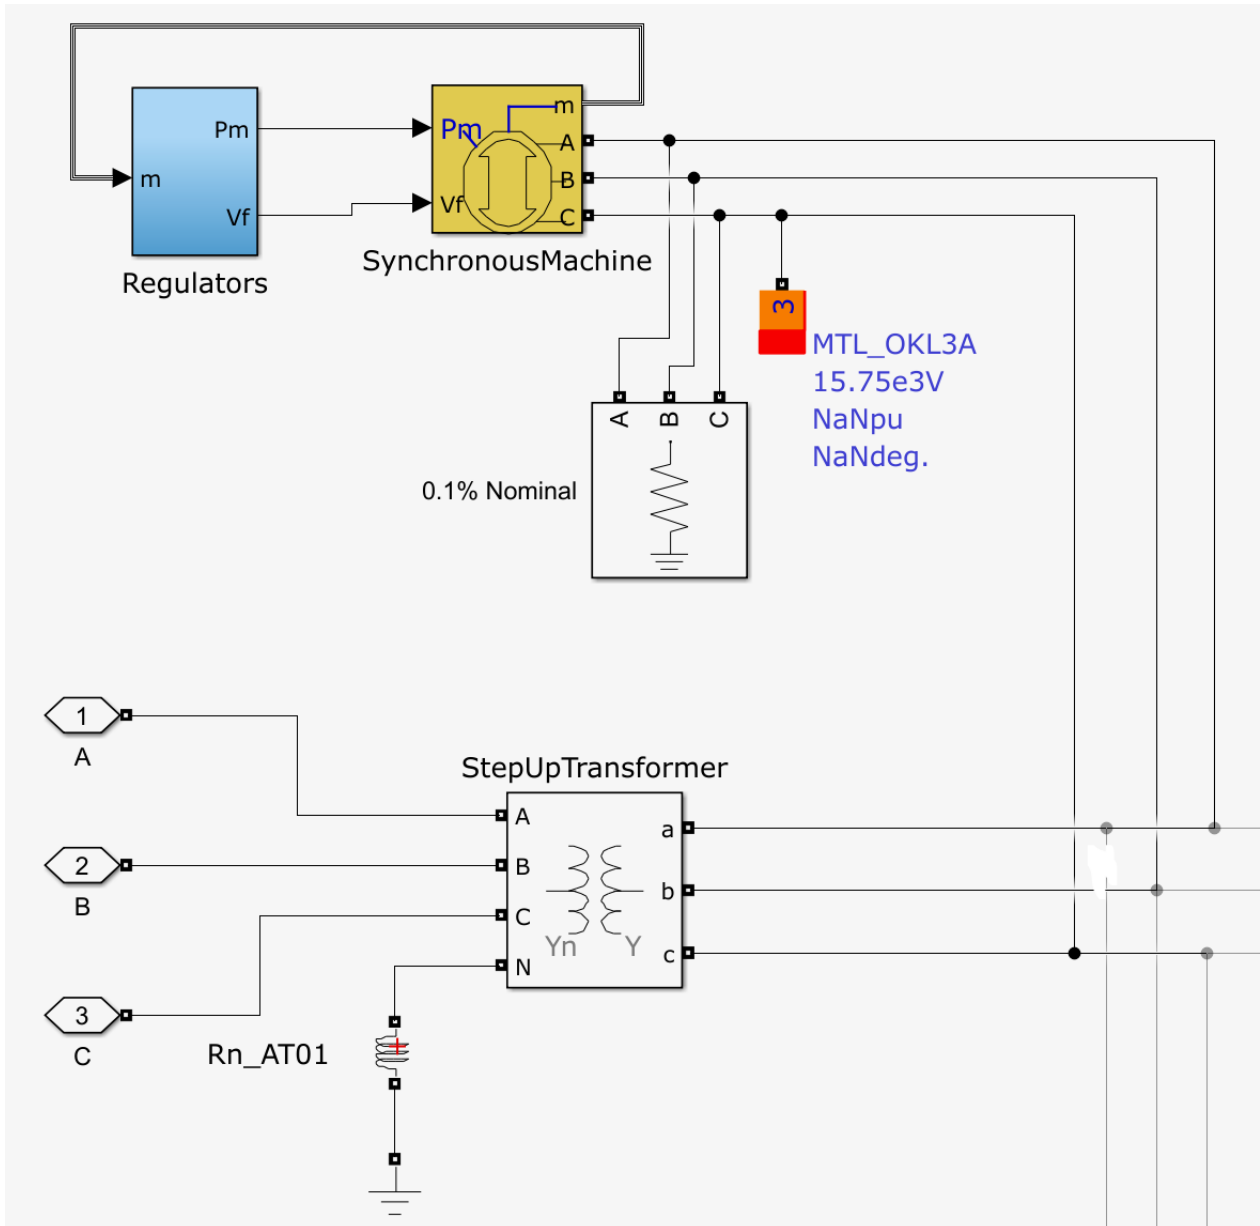 Pm
m
Vf
Regulators
Pm
Vf
m
A
B
C
SynchronousMachine
3
MTL_OKL3A
15.75e3V
NaNpu
NaNdeg.
A
B
C
0.1% Nominal
1
A
2
B
3
C
StepUpTransformer
A
B
C
N
Yn
Y
a
b
c
Rn_AT01